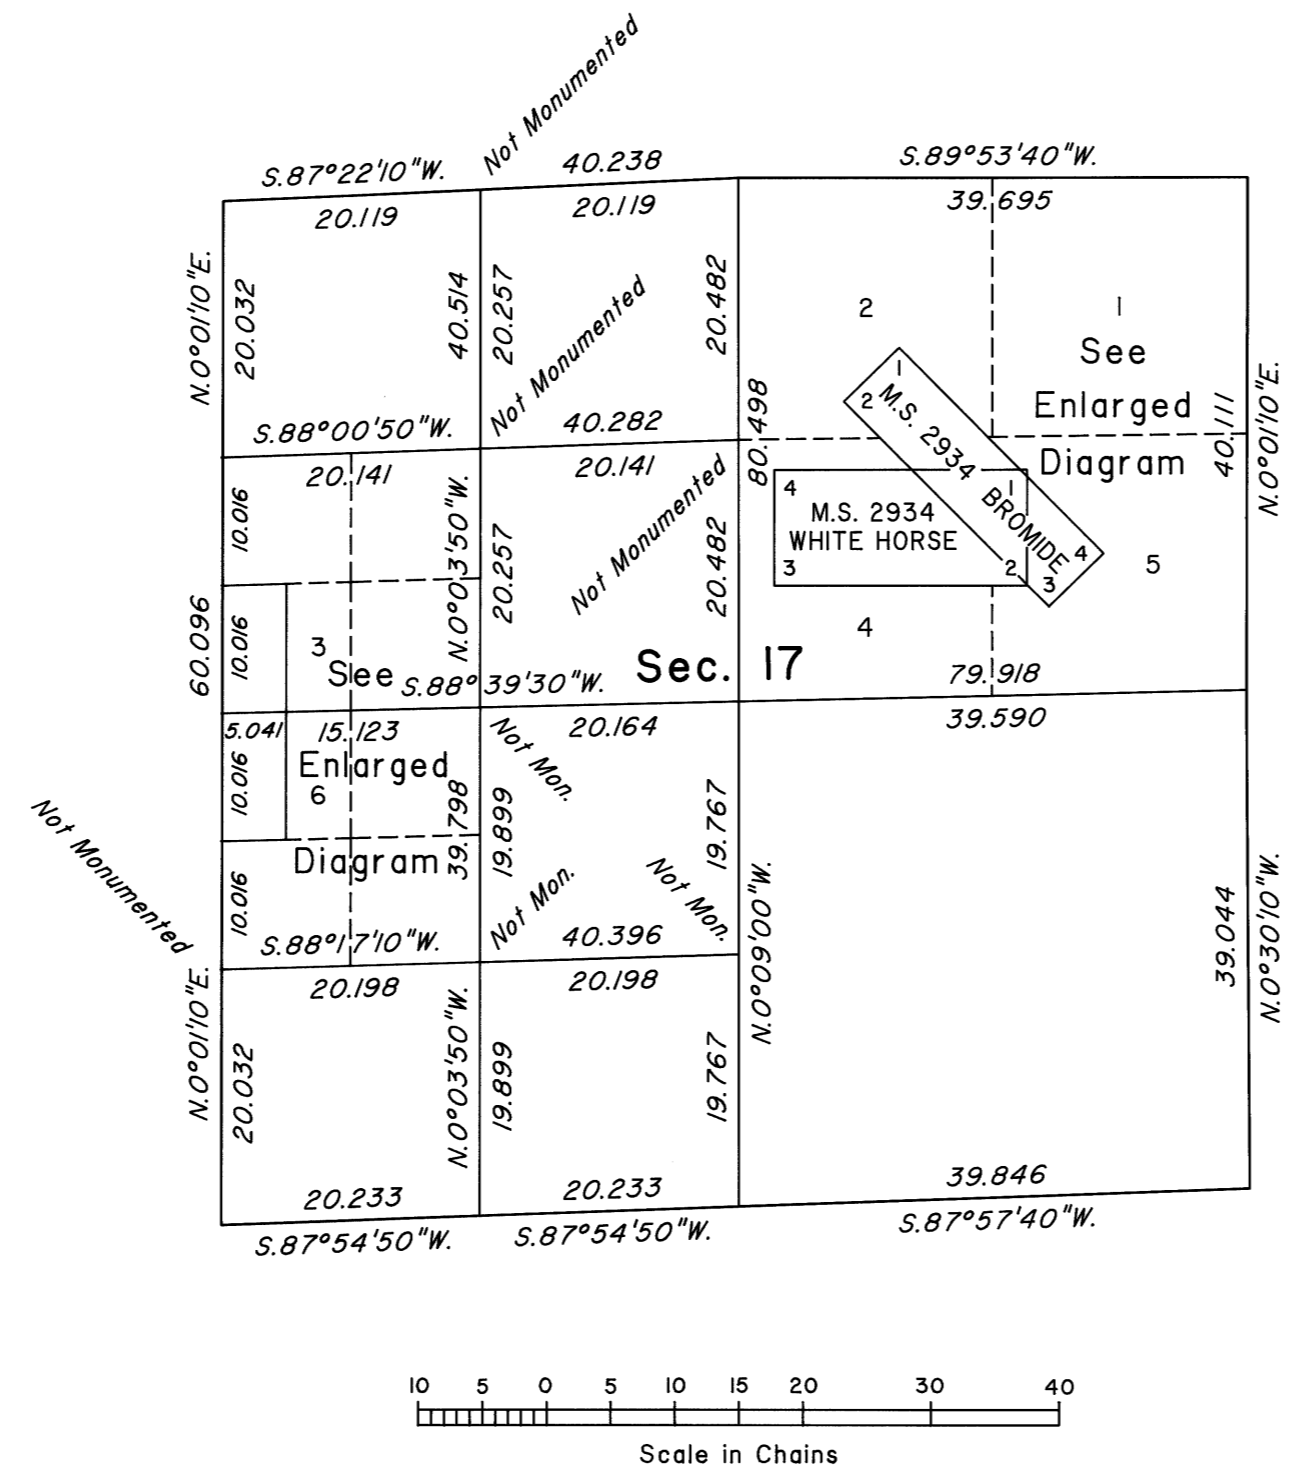 Not Monumented
S.87°22'10"W.
40.238
S.89°53'40"W.
20.119
20.119
39.695
N.0°01'10"E.
20.032
40.514
20.257
Not Monumented
20.482
2
1
See
Enlarged
Diagram
1
2
M.S. 2934 BROMIDE
4
3
80.498
40.111
N.0°01'10"E.
S.88°00'50"W.
40.282
20.141
20.141
10.016
N.0°03'50"W.
20.257
Not Monumented
20.482
4
1
M.S. 2934
WHITE HORSE
3
2
5
4
60.096
10.016
3
See
S.88°39'30"W.
Sec. 17
79.918
5.041
15.123
20.164
39.590
10.016
Enlarged
6
39.798
Not Mon.
19.899
19.767
Not Monumented
Diagram
10.016
Not Mon.
Not Mon.
N.0°09'00"W.
39.044
N.0°30'10"W.
S.88°17'10"W.
40.396
20.198
20.198
N.0°01'10"E.
20.032
N.0°03'50"W.
19.899
19.767
20.233
20.233
39.846
S.87°54'50"W.
S.87°54'50"W.
S.87°57'40"W.
10 5 0 5 10 15 20 30 40
Scale in Chains